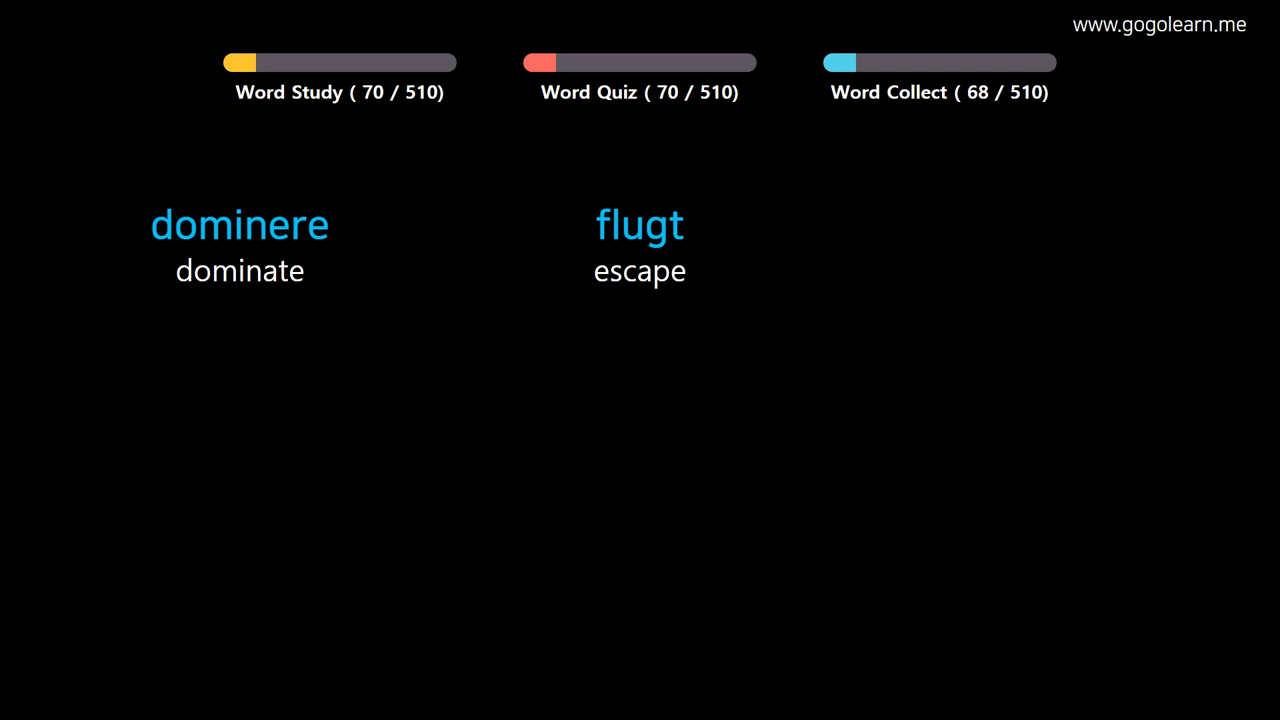 www.gogolearn.me
Word Study ( 70 / 510)
Word Quiz ( 70 / 510)
Word Collect ( 68 / 510)
dominere
dominate
flugt
escape